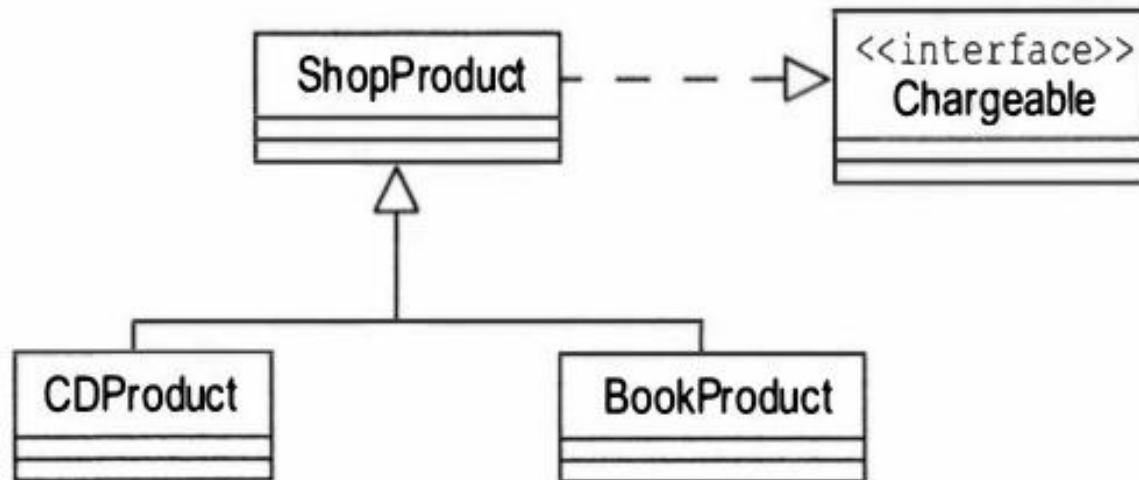 ShopProduct
<<interface>>
Chargeable
CDProduct
BookProduct